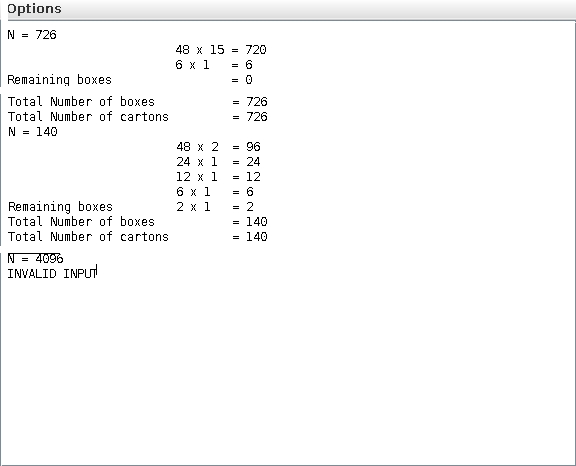 Options
N = 726
48 x 15 = 720
6 x 1 = 6
Remaining boxes = 0
Total Number of boxes = 726
Total Number of cartons = 726
N = 140
48 x 2 = 96
24 x 1 = 24
12 x 1 = 12
6 x 1 = 6
Remaining boxes 2 x 1 = 2
Total Number of boxes = 140
Total Number of cartons = 140
N = 4096
INVALID INPUT